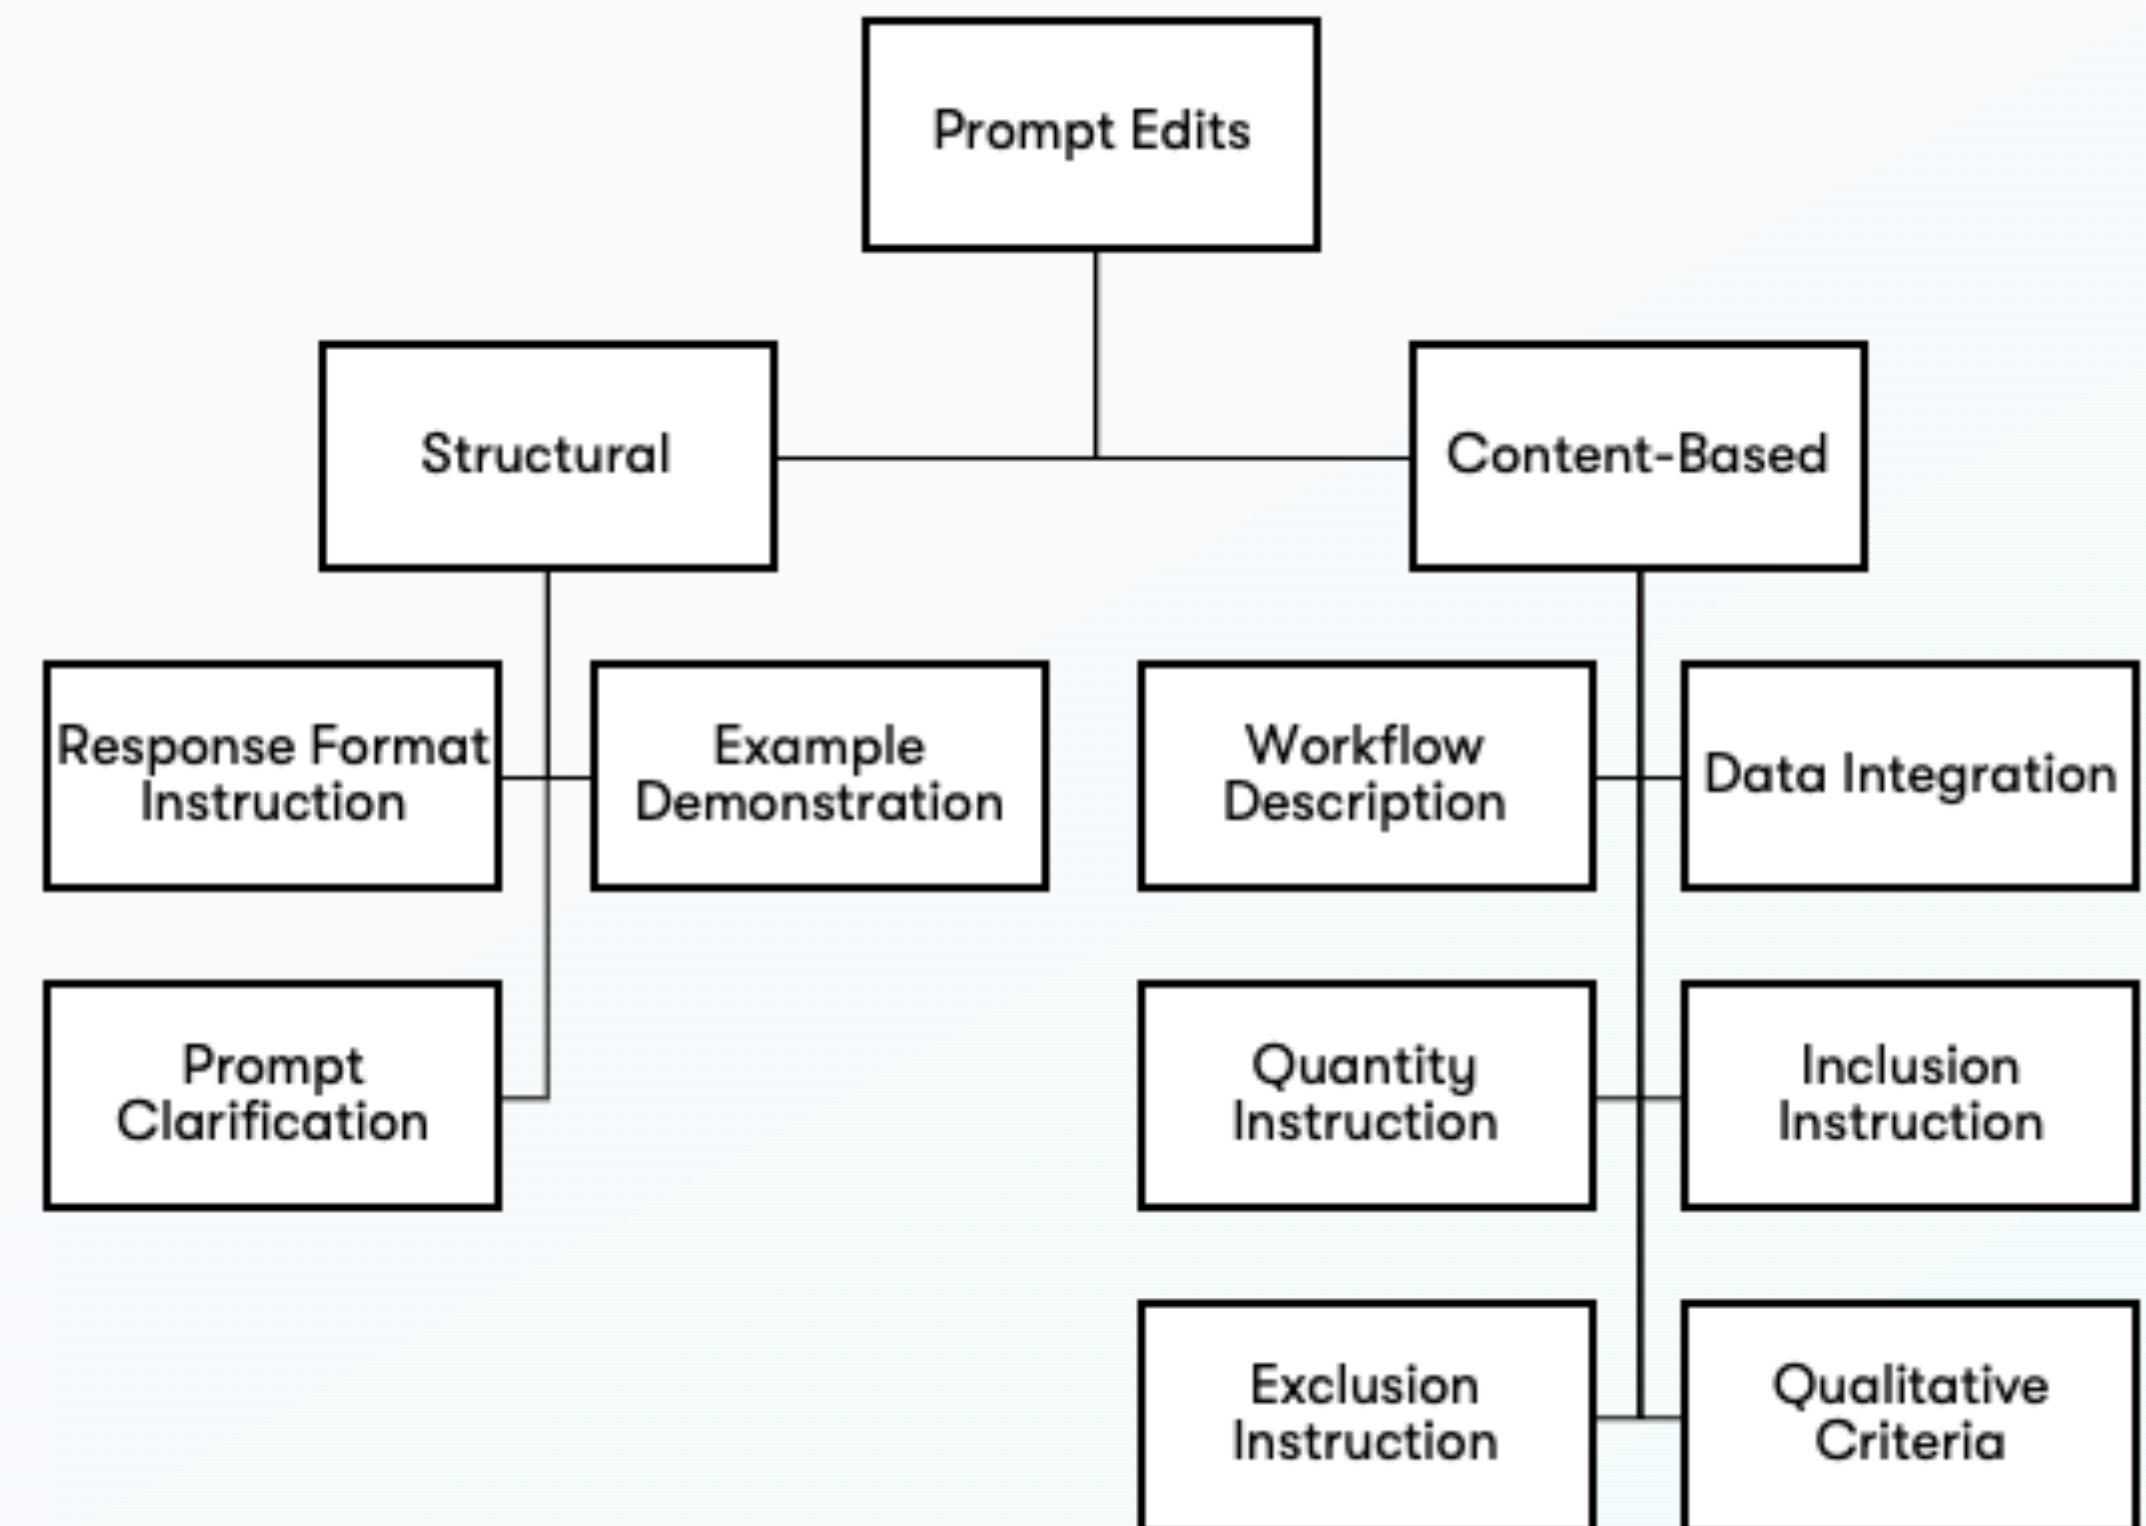 Prompt Edits
Structural
Content-Based
Response Format
Instruction
Example
Demonstration
Workflow
Description
Data Integration
Prompt
Clarification
Quantity
Instruction
Inclusion
Instruction
Exclusion
Instruction
Qualitative
Criteria